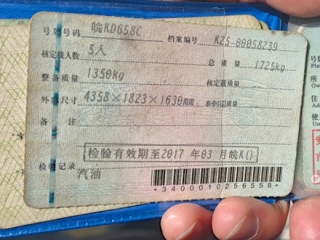 号牌号码 皖KD658C 档案编号 K25-00058239
核定载人数 5人 总质量 1725kg
整备质量 1350kg 核定载质量
外廓尺寸 4358×1823×1630mm 准牵引总质量
备注
检验有效期至2017年03月皖K()
检验记录
汽油
*3400010256558*